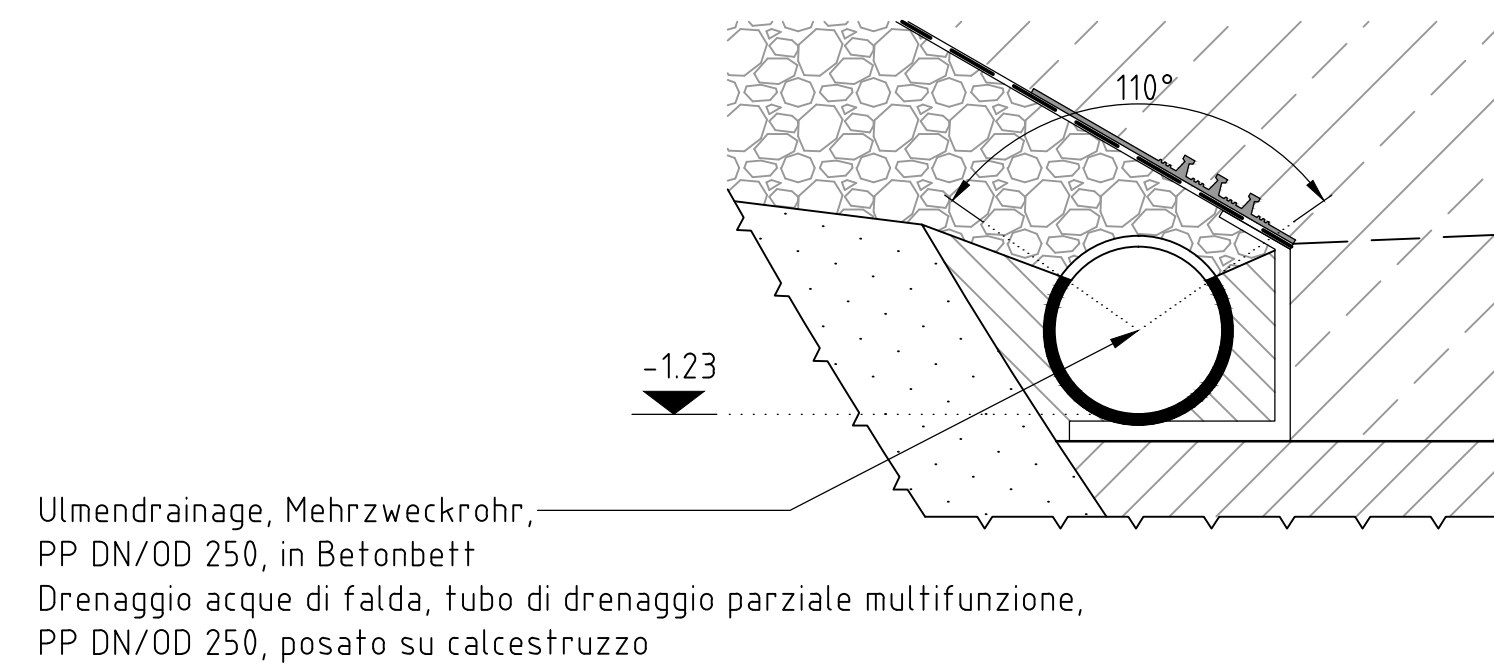 110°
-1.23
Ulmendrainage, Mehrzweckrohr,
PP DN/OD 250, in Betonbett
Drenaggio acque di falda, tubo di drenaggio parziale multifunzione,
PP DN/OD 250, posato su calcestruzzo